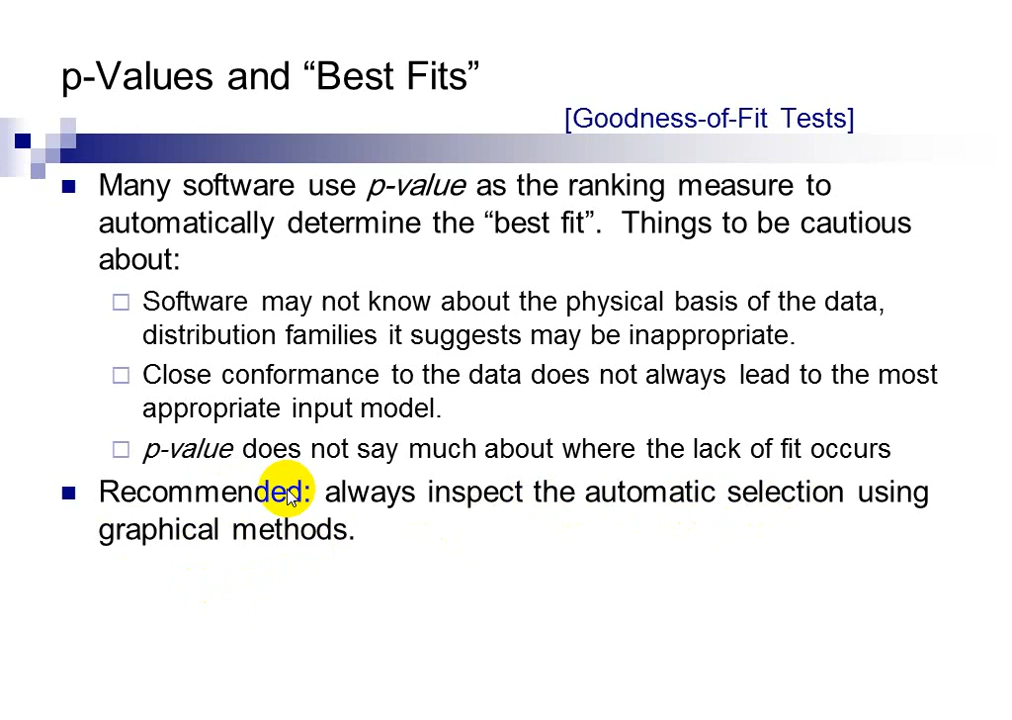 p-Values and “Best Fits”
[Goodness-of-Fit Tests]
Many software use p-value as the ranking measure to
automatically determine the “best fit”. Things to be cautious
about:
Software may not know about the physical basis of the data,
distribution families it suggests may be inappropriate.
Close conformance to the data does not always lead to the most
appropriate input model.
p-value does not say much about where the lack of fit occurs
Recommended: always inspect the automatic selection using
graphical methods.